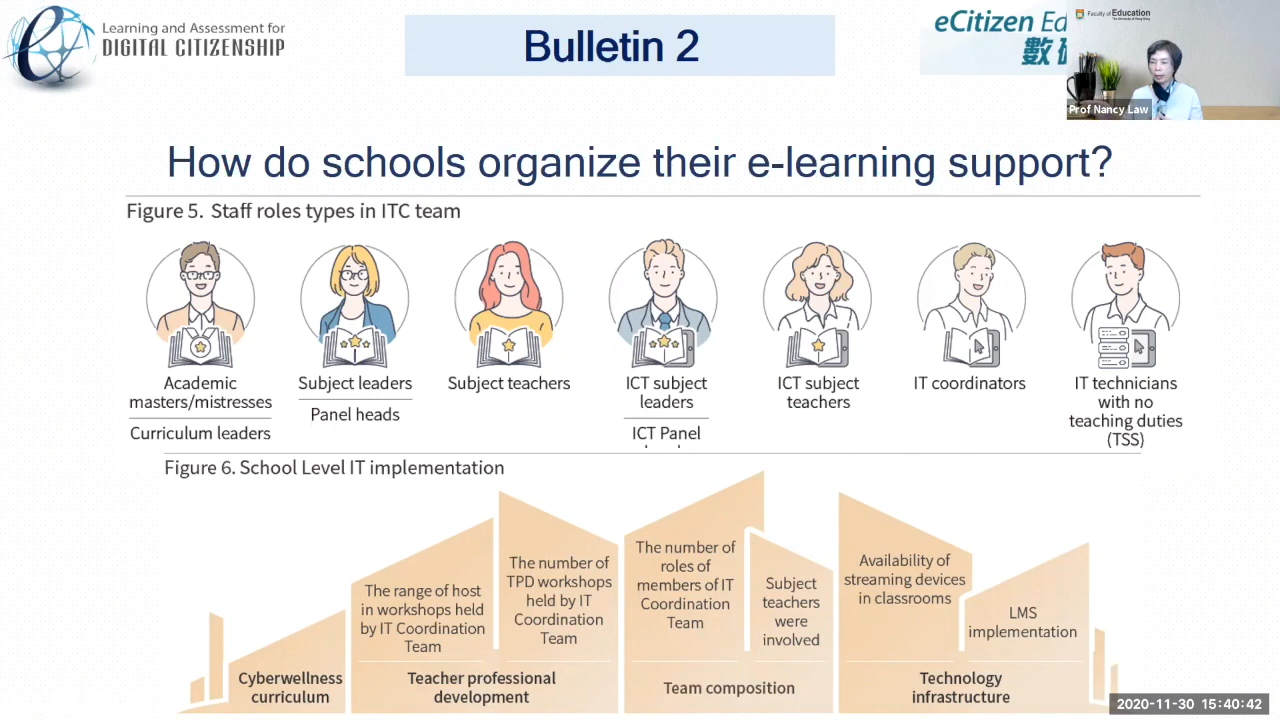 Learning and Assessment for
DIGITAL CITIZENSHIP
Bulletin 2
eCitizen Ed
數
Faculty of Education
The University of Hong Kong
Prof Nancy Law
How do schools organize their e-learning support?
Figure 5. Staff roles types in ITC team
Academic
masters/mistresses
Curriculum leaders
Subject leaders
Panel heads
Subject teachers
ICT subject
leaders
ICT Panel
ICT subject
teachers
IT coordinators
IT technicians
with no
teaching duties
(TSS)
Figure 6. School Level IT implementation
Cyberwellness
curriculum
The range of host
in workshops held
by IT Coordination
Team
The number of
TPD workshops
held by IT
Coordination
Team
Teacher professional
development
The number of
roles of
members of IT
Coordination
Team
Subject
teachers
were
involved
Team composition
Availability of
streaming devices
in classrooms
LMS
implementation
Technology
infrastructure
2020-11-30 15:40:42